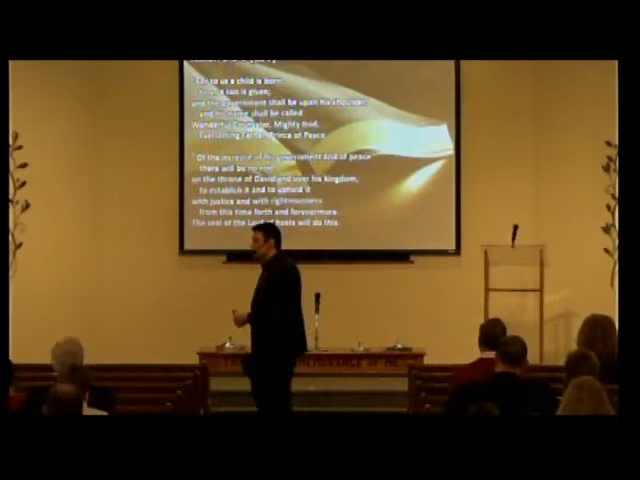 to us a child is born,
to us a son is given;
and the government shall be upon his shoulder,
and his name shall be called
Wonderful Counselor, Mighty God,
Everlasting Father, Prince of Peace.
Of the increase of his government and of peace
there will be no end,
on the throne of David and over his kingdom,
to establish it and to uphold it
with justice and with righteousness
from this time forth and forevermore.
The zeal of the Lord of hosts will do this.
REMEMBRANCE OF ME